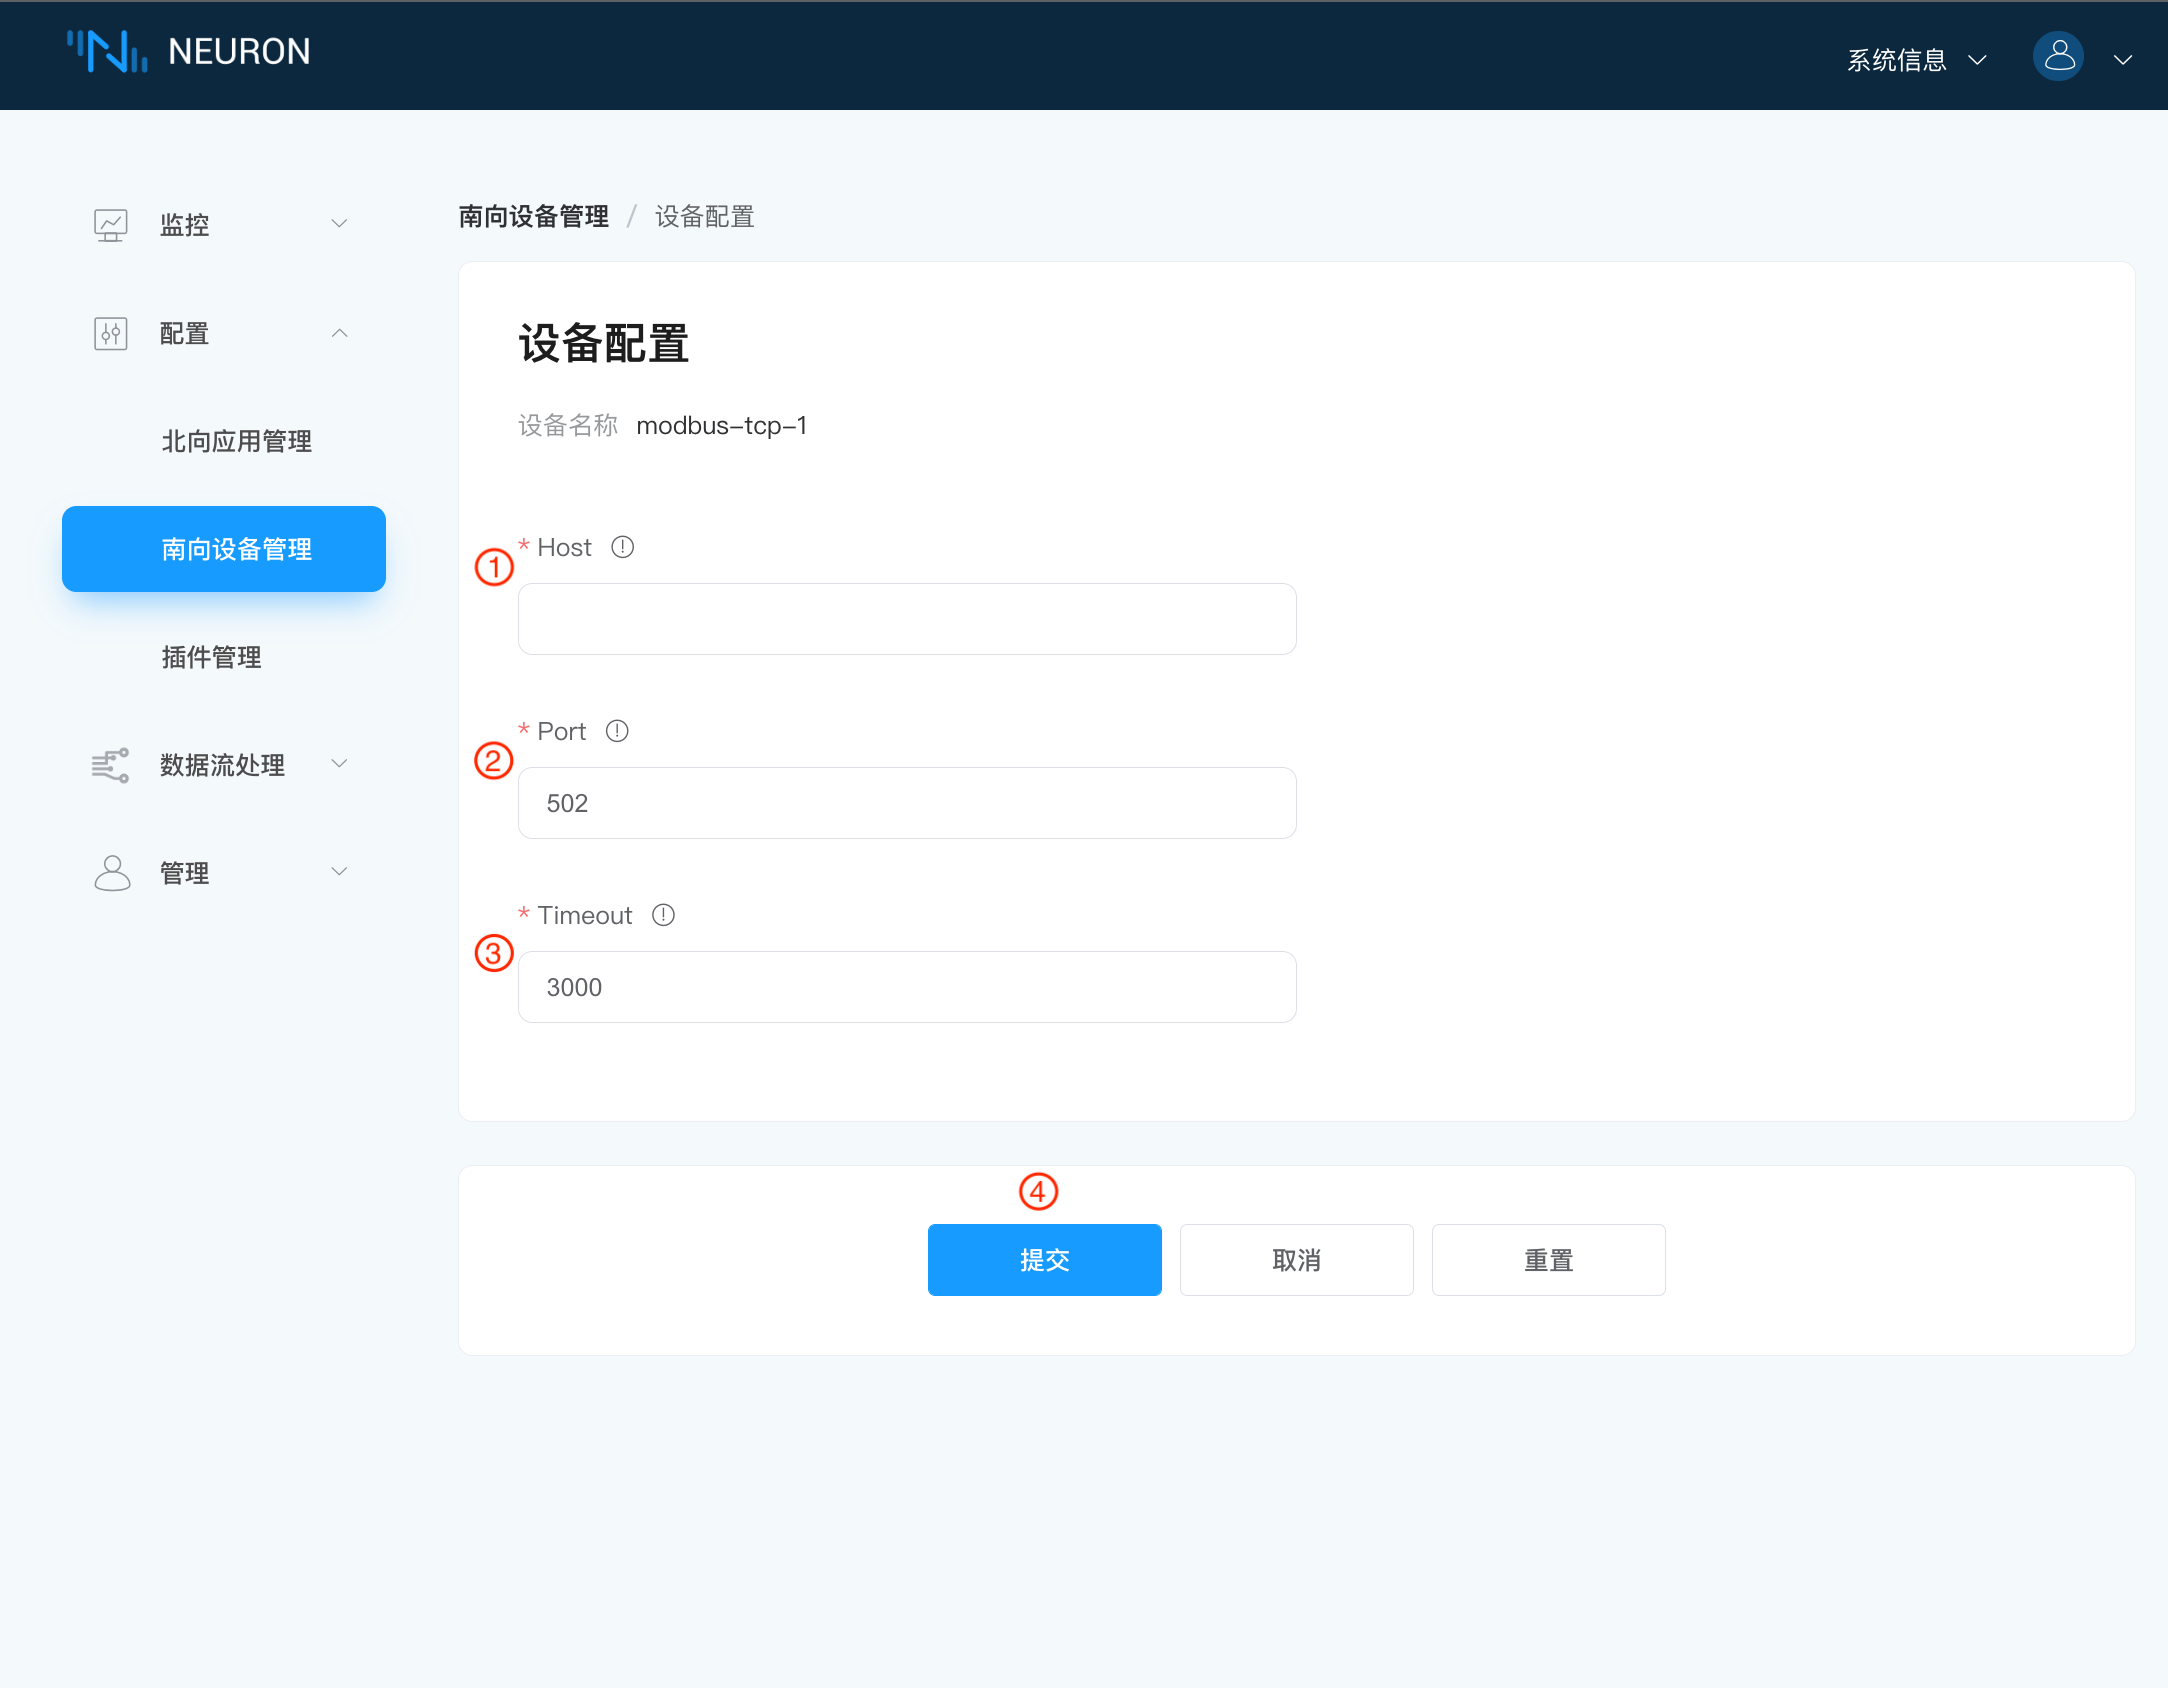 NEURON
系统信息
监控
配置
北向应用管理
南向设备管理
插件管理
数据流处理
管理
南向设备管理 / 设备配置
设备配置
设备名称 modbus-tcp-1
① * Host
② * Port
502
③ * Timeout
3000
④
提交 取消 重置